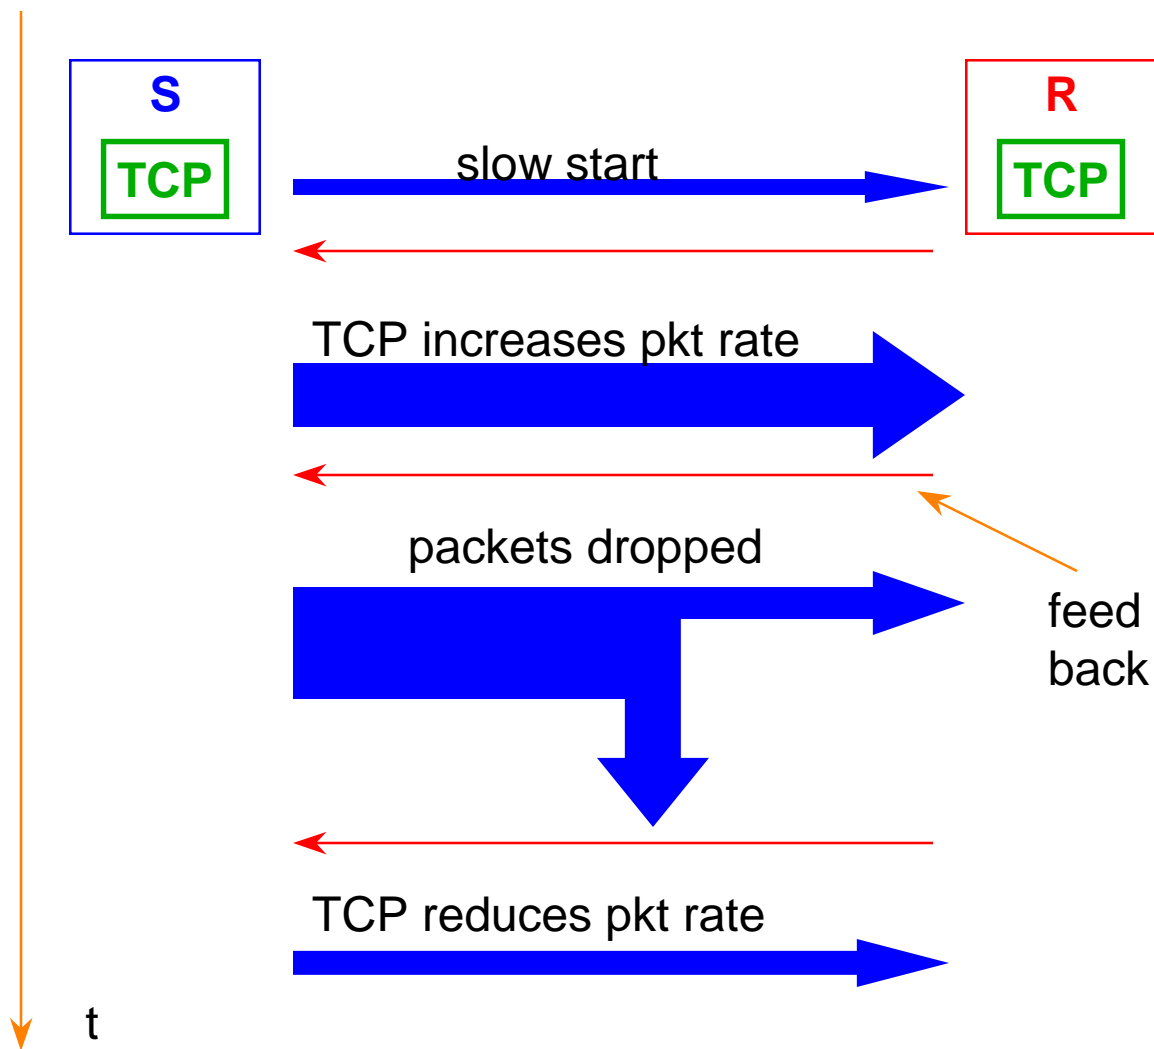 S
R
TCP
TCP
slow start
TCP increases pkt rate
packets dropped
feed
back
TCP reduces pkt rate
t